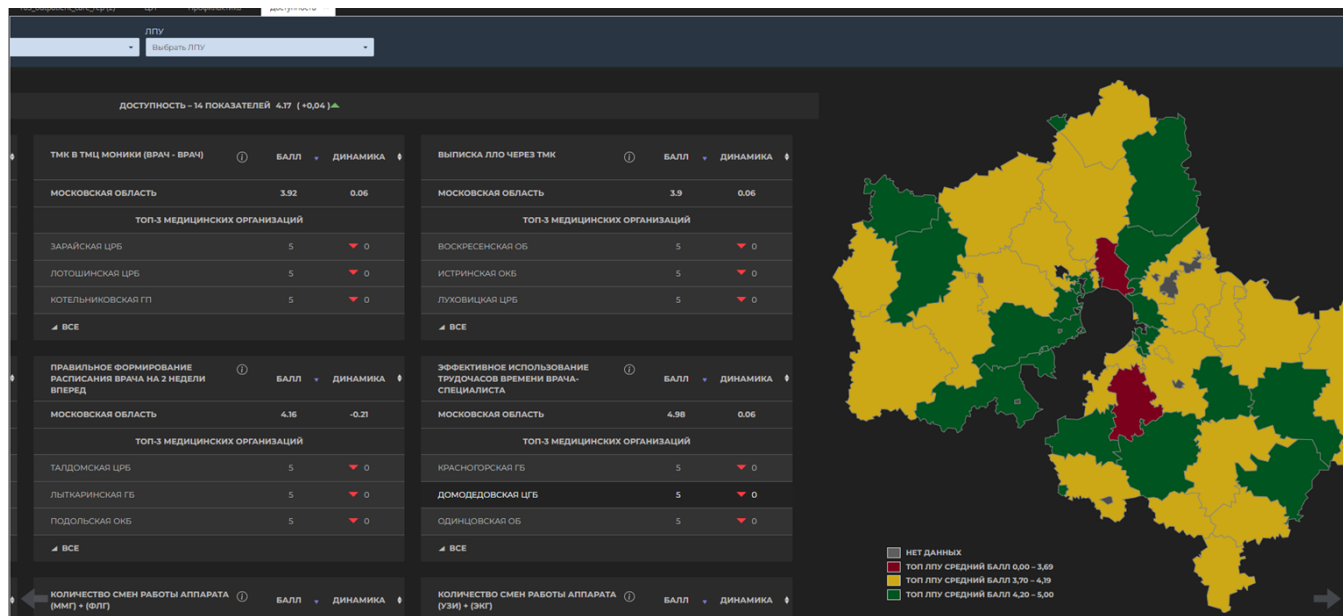 Доступность
ЛПУ
Выбрать ЛПУ
ДОСТУПНОСТЬ – 14 ПОКАЗАТЕЛЕЙ 4.17 ( +0,04 )
ТМК В ТМЦ МОНИКИ (ВРАЧ - ВРАЧ) БАЛЛ ДИНАМИКА
МОСКОВСКАЯ ОБЛАСТЬ 3.92 0.06
ТОП-3 МЕДИЦИНСКИХ ОРГАНИЗАЦИЙ
ЗАРАЙСКАЯ ЦРБ 5 0
ЛОТОШИНСКАЯ ЦРБ 5 0
КОТЕЛЬНИКОВСКАЯ ГП 5 0
ВСЕ
ВЫПИСКА ЛЛО ЧЕРЕЗ ТМК БАЛЛ ДИНАМИКА
МОСКОВСКАЯ ОБЛАСТЬ 3.9 0.06
ТОП-3 МЕДИЦИНСКИХ ОРГАНИЗАЦИЙ
ВОСКРЕСЕНСКАЯ ОБ 5 0
ИСТРИНСКАЯ ОКБ 5 0
ЛУХОВИЦКАЯ ЦРБ 5 0
ВСЕ
ПРАВИЛЬНОЕ ФОРМИРОВАНИЕ
РАСПИСАНИЯ ВРАЧА НА 2 НЕДЕЛИ БАЛЛ ДИНАМИКА
ВПЕРЕД
МОСКОВСКАЯ ОБЛАСТЬ 4.16 -0.21
ТОП-3 МЕДИЦИНСКИХ ОРГАНИЗАЦИЙ
ТАЛДОМСКАЯ ЦРБ 5 0
ЛЫТКАРИНСКАЯ ГБ 5 0
ПОДОЛЬСКАЯ ОКБ 5 0
ВСЕ
ЭФФЕКТИВНОЕ ИСПОЛЬЗОВАНИЕ
ТРУДОЧАСОВ ВРЕМЕНИ ВРАЧА- БАЛЛ ДИНАМИКА
СПЕЦИАЛИСТА
МОСКОВСКАЯ ОБЛАСТЬ 4.98 0.06
ТОП-3 МЕДИЦИНСКИХ ОРГАНИЗАЦИЙ
КРАСНОГОРСКАЯ ГБ 5 0
ДОМОДЕДОВСКАЯ ЦГБ 5 0
ОДИНЦОВСКАЯ ОБ 5 0
ВСЕ
КОЛИЧЕСТВО СМЕН РАБОТЫ АППАРАТА БАЛЛ ДИНАМИКА
(ММГ) + (ФЛГ)
КОЛИЧЕСТВО СМЕН РАБОТЫ АППАРАТА БАЛЛ ДИНАМИКА
(УЗИ) + (ЭКГ)
НЕТ ДАННЫХ
ТОП ЛПУ СРЕДНИЙ БАЛЛ 0,00 – 3,69
ТОП ЛПУ СРЕДНИЙ БАЛЛ 3,70 – 4,19
ТОП ЛПУ СРЕДНИЙ БАЛЛ 4,20 – 5,00